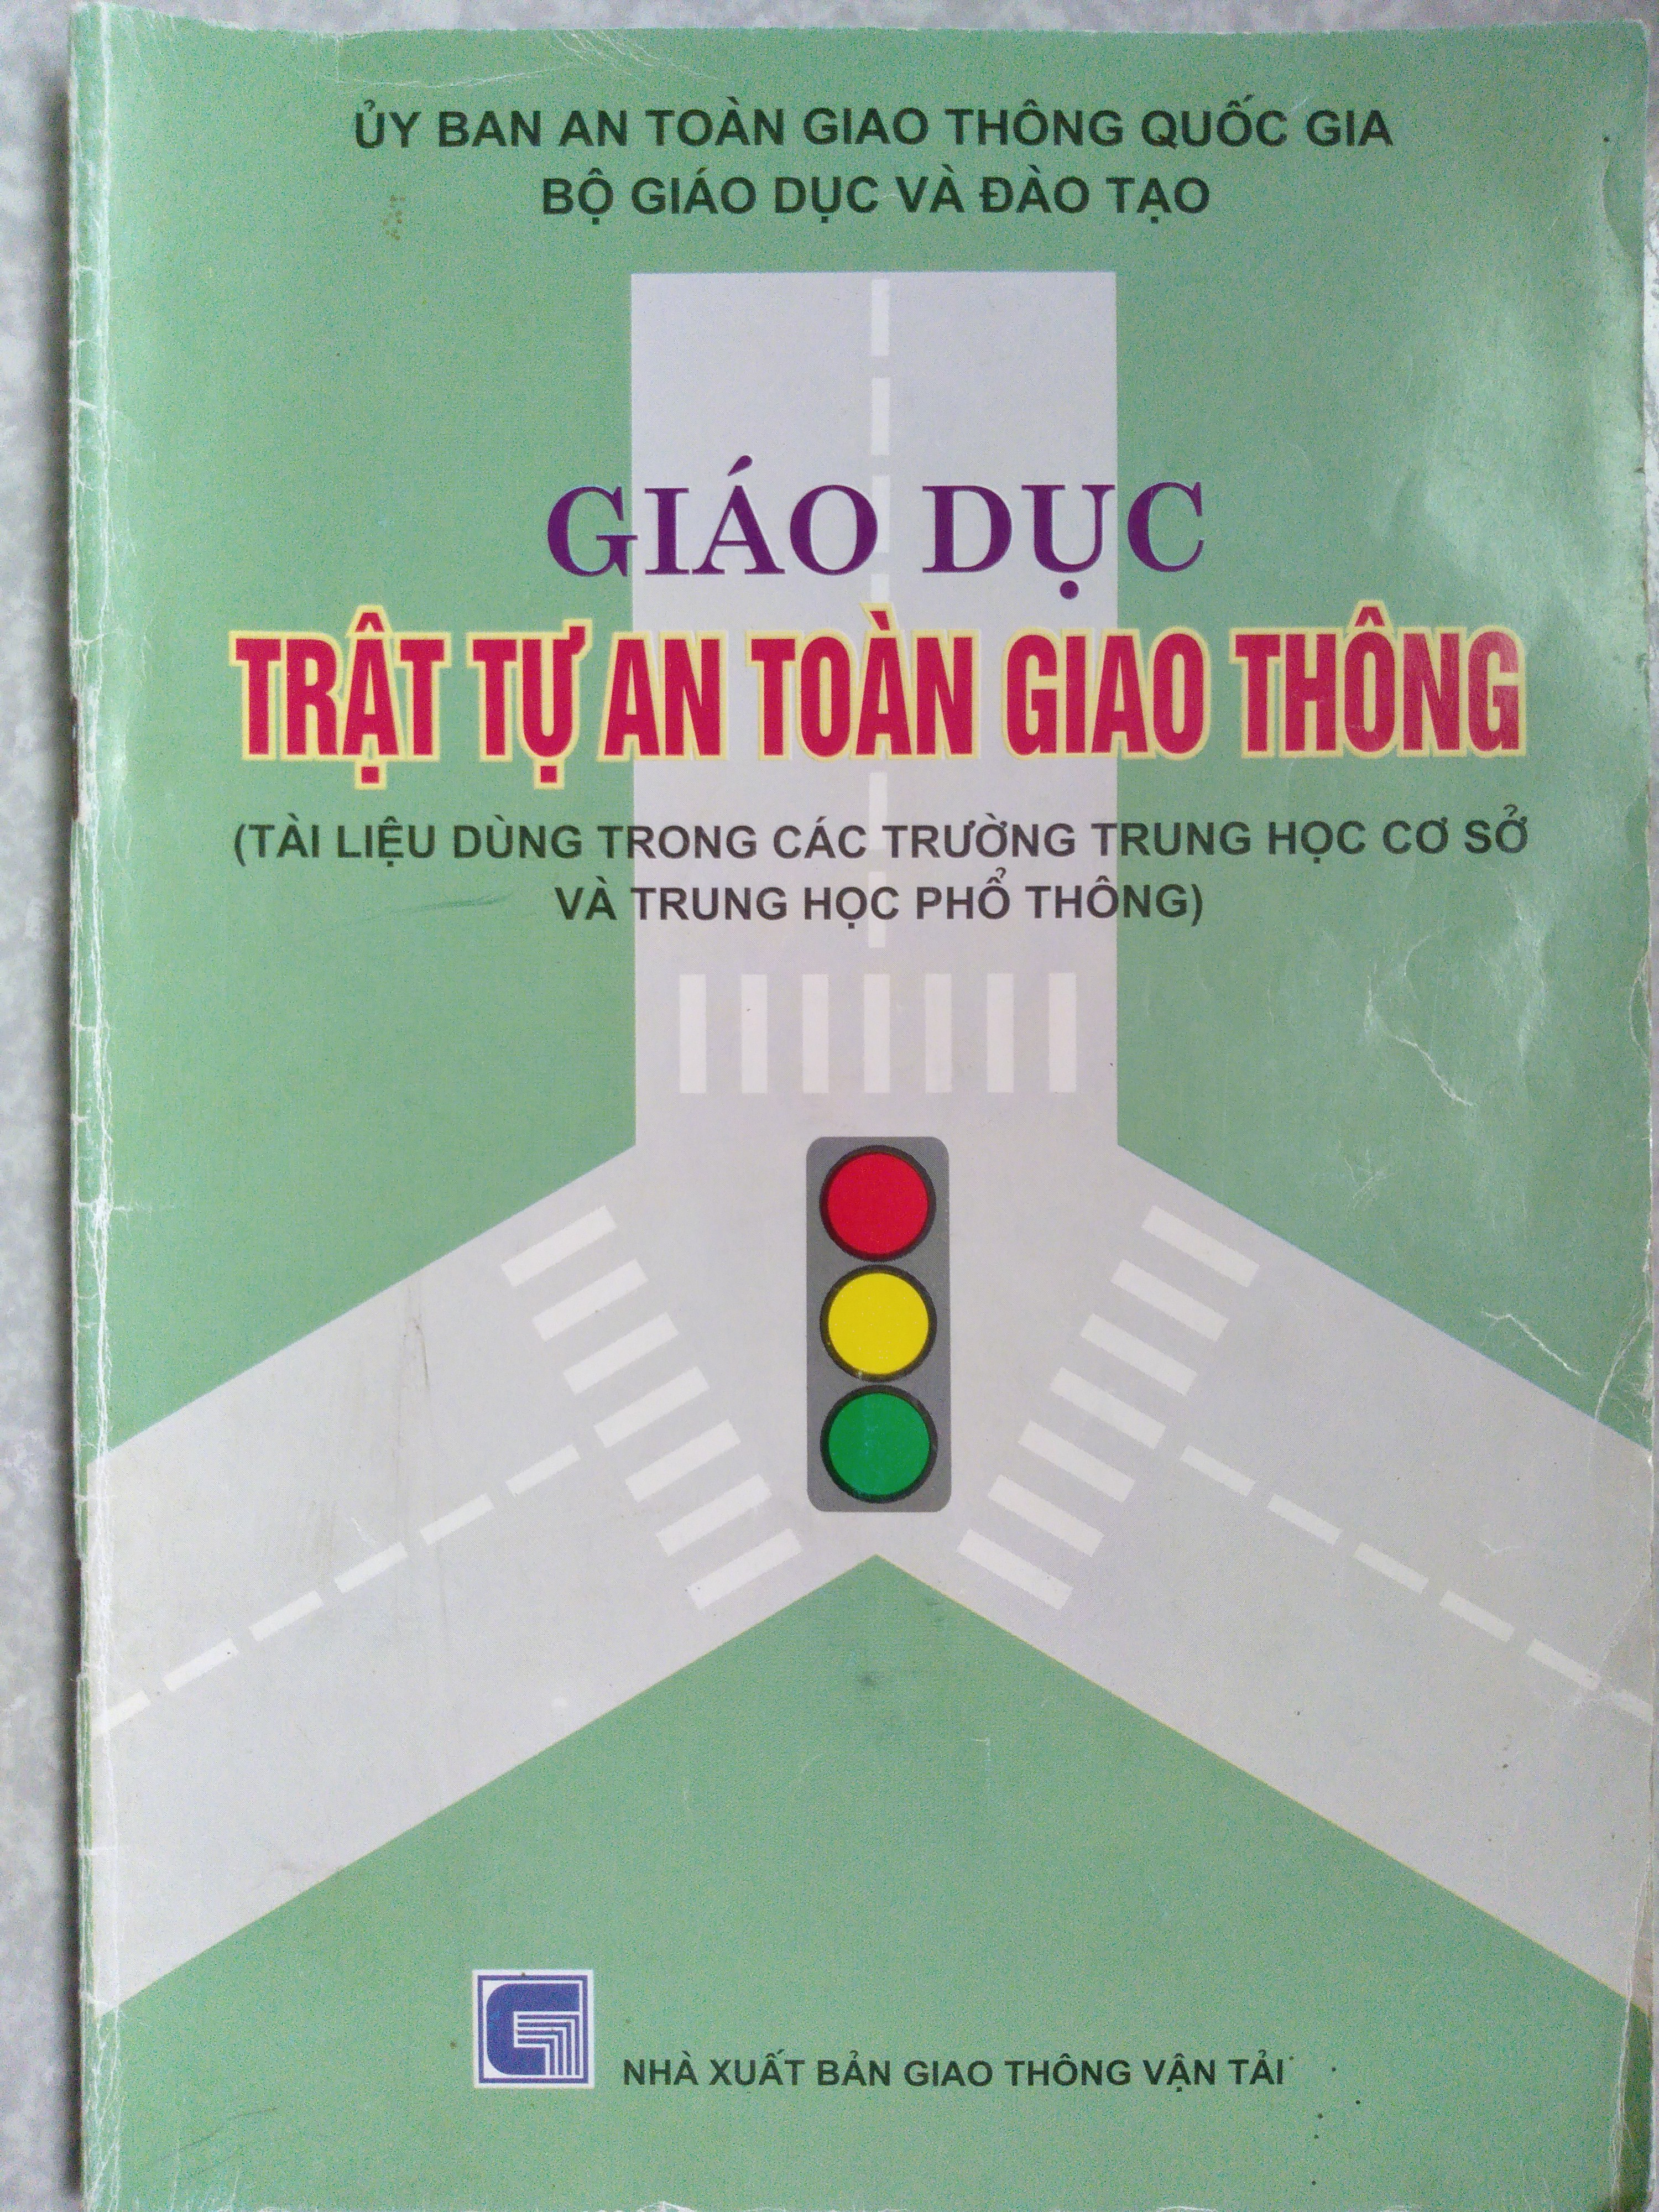 ỦY BAN AN TOÀN GIAO THÔNG QUỐC GIA
BỘ GIÁO DỤC VÀ ĐÀO TẠO
GIÁO DỤC
TRẬT TỰ AN TOÀN GIAO THÔNG
(TÀI LIỆU DÙNG TRONG CÁC TRƯỜNG TRUNG HỌC CƠ SỞ
VÀ TRUNG HỌC PHỔ THÔNG)
NHÀ XUẤT BẢN GIAO THÔNG VẬN TẢI